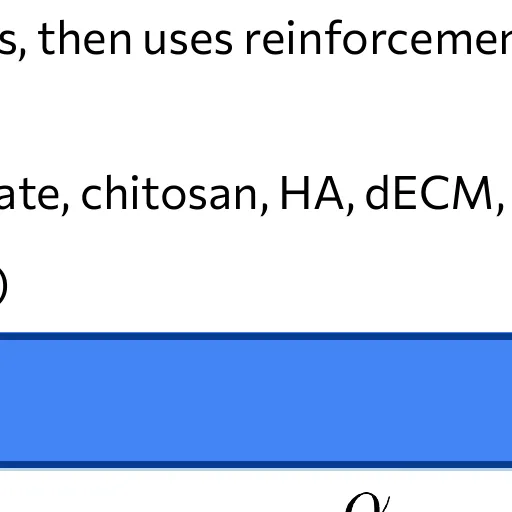 s, then uses reinforcemen
ate, chitosan, HA, dECM,
)